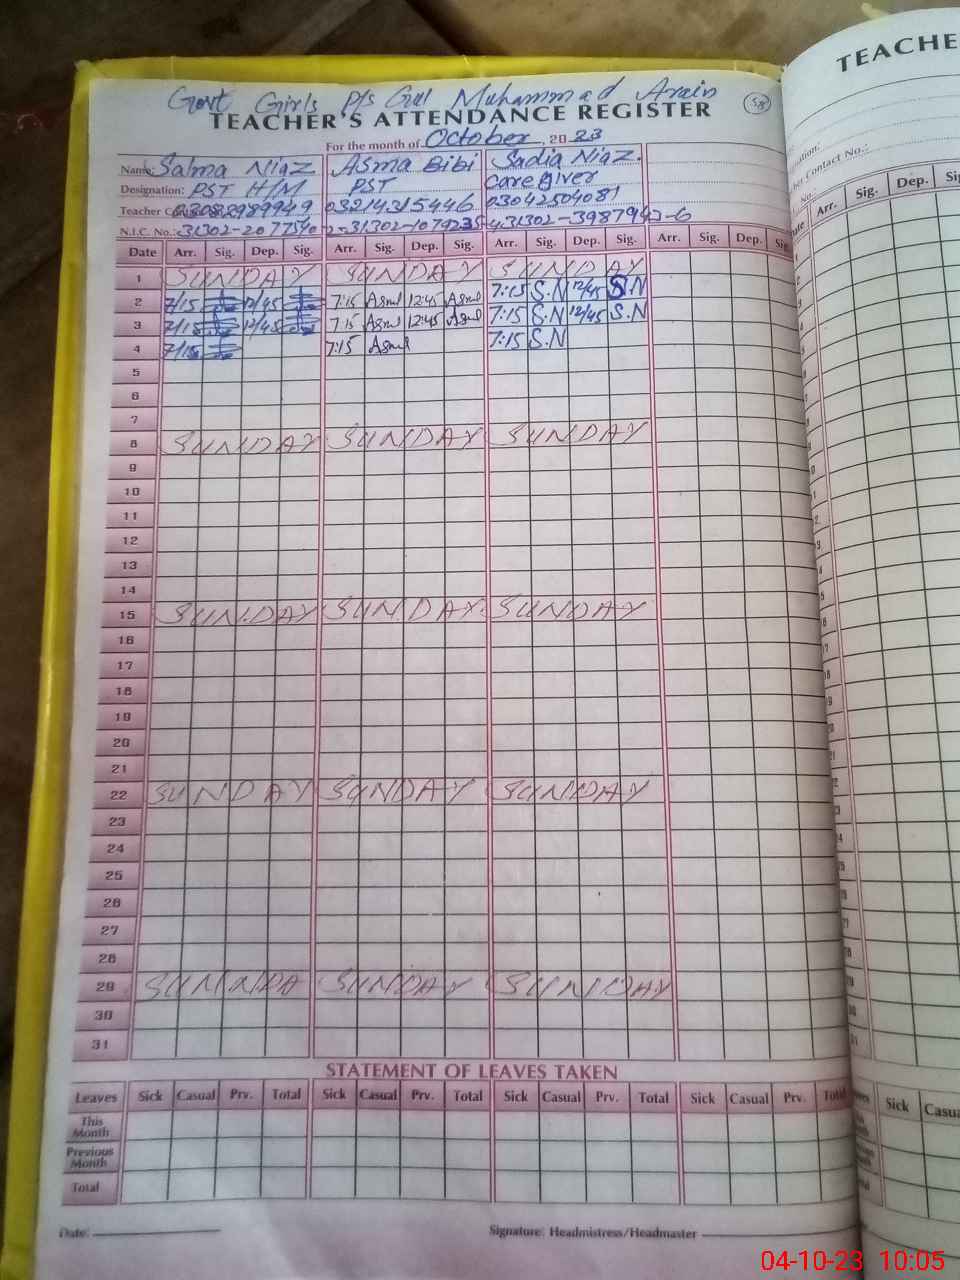 Govt Girls P/s Gul Muhammad Arain
58
TEACHER'S ATTENDANCE REGISTER
For the month of October, 20 23
Name: Salma Niaz Asma Bibi Sadia Niaz.
Designation: PST H/M PST Care giver
Teacher 03082989949 03214315446 03042504081
N.I.C. No.: 31302-2077540 31302-1079235 31302-3987942-6
Date Arr. Sig. Dep. Sig. Arr. Sig. Dep. Sig. Arr. Sig. Dep. Sig. Arr. Sig. Dep. Sig.
1 SUNDAY SUNDAY SUNDAY
2 7/15 12/45 7:15 Asma 12:45 Asma 7:15 S.N 12/45 S.N
3 7/15 12/45 7:15 Asma 12:45 Asma 7:15 S.N 12/45 S.N
4 7/15 7:15 Asma 7:15 S.N
5
6
7
8 SUNDAY SUNDAY SUNDAY
9
10
11
12
13
14
15 SUNDAY SUNDAY SUNDAY
16
17
18
19
20
21
22 SUNDAY SUNDAY SUNDAY
23
24
25
26
27
28
29 SUNDAY SUNDAY
30
31
STATEMENT OF LEAVES TAKEN
Leaves Sick Casual Prv. Total Sick Casual Prv. Total Sick Casual Prv. Total Sick Casual Prv. Total
This
Month
Previous
Month
Total
Date:
Signature: Headmistress/Headmaster
TEACHE
Contact No.:
Arr. Sig. Dep.
Sick
04-10-23 10:05